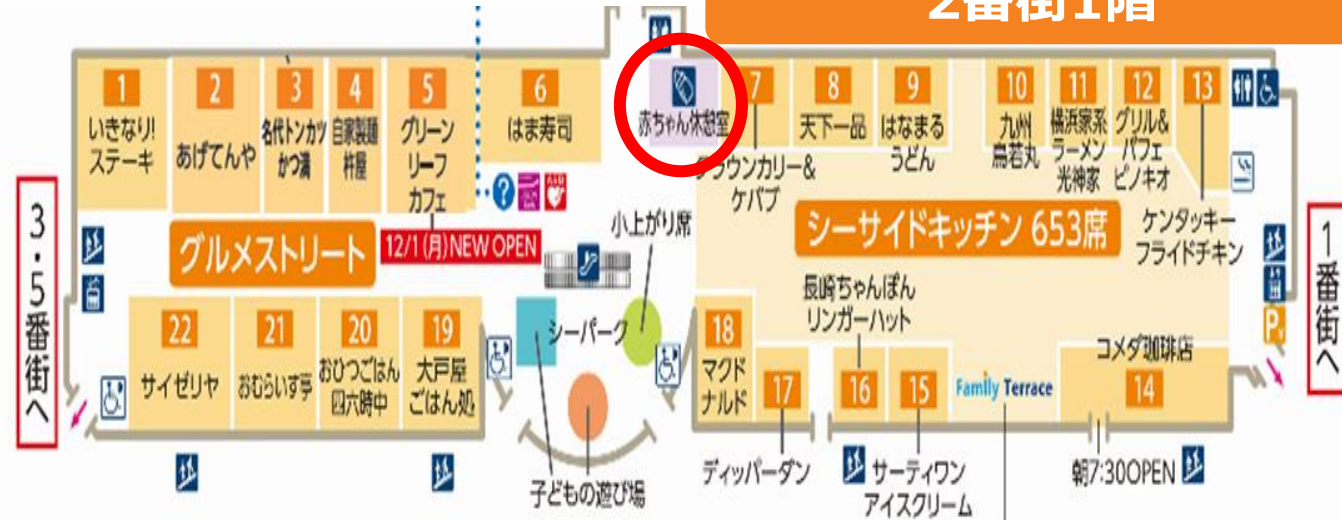 2番街1階
1
いきなり!
ステーキ
2
あげてんや
3
名代トンカツ
かつ満
4
自家製麺
杵屋
5
グリーン
リーフ
カフェ
6
はま寿司
赤ちゃん休憩室
7
クラウンカリー&
ケバブ
8
天下一品
9
はなまる
うどん
10
九州
鳥若丸
11
横浜家系
ラーメン
光神家
12
グリル&
パフェ
ピノキオ
13
ケンタッキー
フライドチキン
3・5番街へ
グルメストリート
12/1(月)NEW OPEN
?
小上がり席
シーサイドキッチン 653席
1番街へ
長崎ちゃんぽん
リンガーハット
シーパーク
22
サイゼリヤ
21
おむらいす亭
20
おひつごはん
四六時中
19
大戸屋
ごはん処
18
マクド
ナルド
17
16
15
Family Terrace
コメダ珈琲店
14
P
子どもの遊び場
ディッパーダン
サーティワン
アイスクリーム
朝7:30OPEN